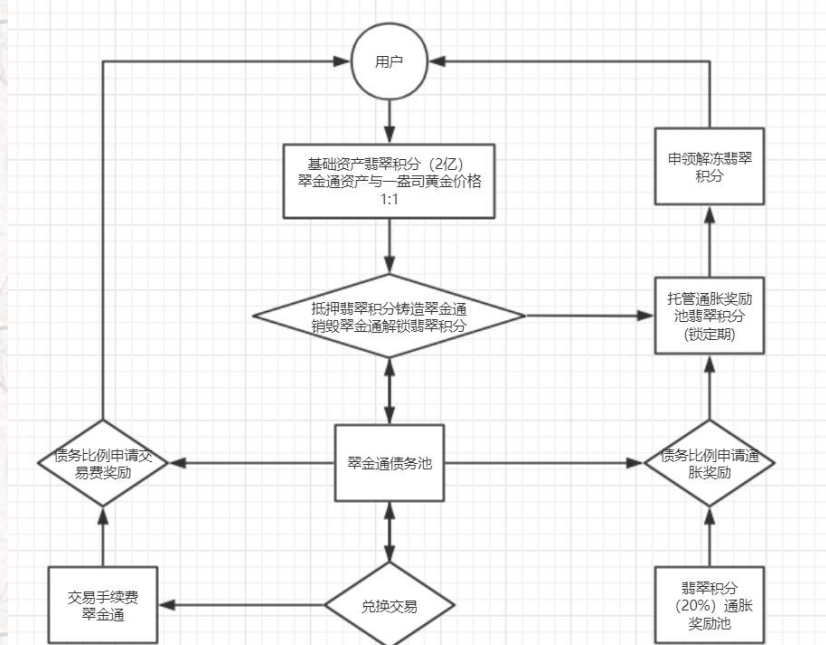 用户
基础资产翡翠积分（2亿）
翠金通资产与一盎司黄金价格
1:1
申领解冻翡翠
积分
抵押翡翠积分铸造翠金通
销毁翠金通解锁翡翠积分
托管通胀奖励
池翡翠积分
(锁定期)
债务比例申请交
易费奖励
翠金通债务池
债务比例申请通
胀奖励
交易手续费
翠金通
兑换交易
翡翠积分
（20%）通胀
奖励池